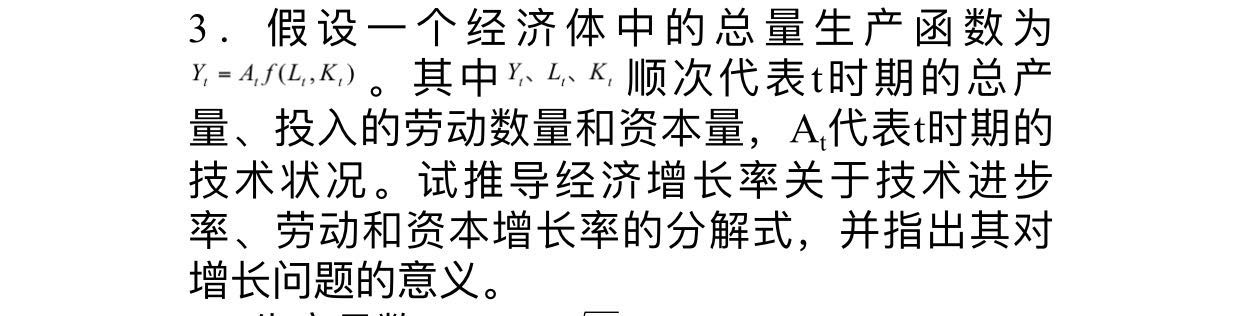 3．假设一个经济体中的总量生产函数为
Y_t = A_t f(L_t, K_t)。其中Y_t、L_t、K_t顺次代表t时期的总产
量、投入的劳动数量和资本量，A_t代表t时期的
技术状况。试推导经济增长率关于技术进步
率、劳动和资本增长率的分解式，并指出其对
增长问题的意义。